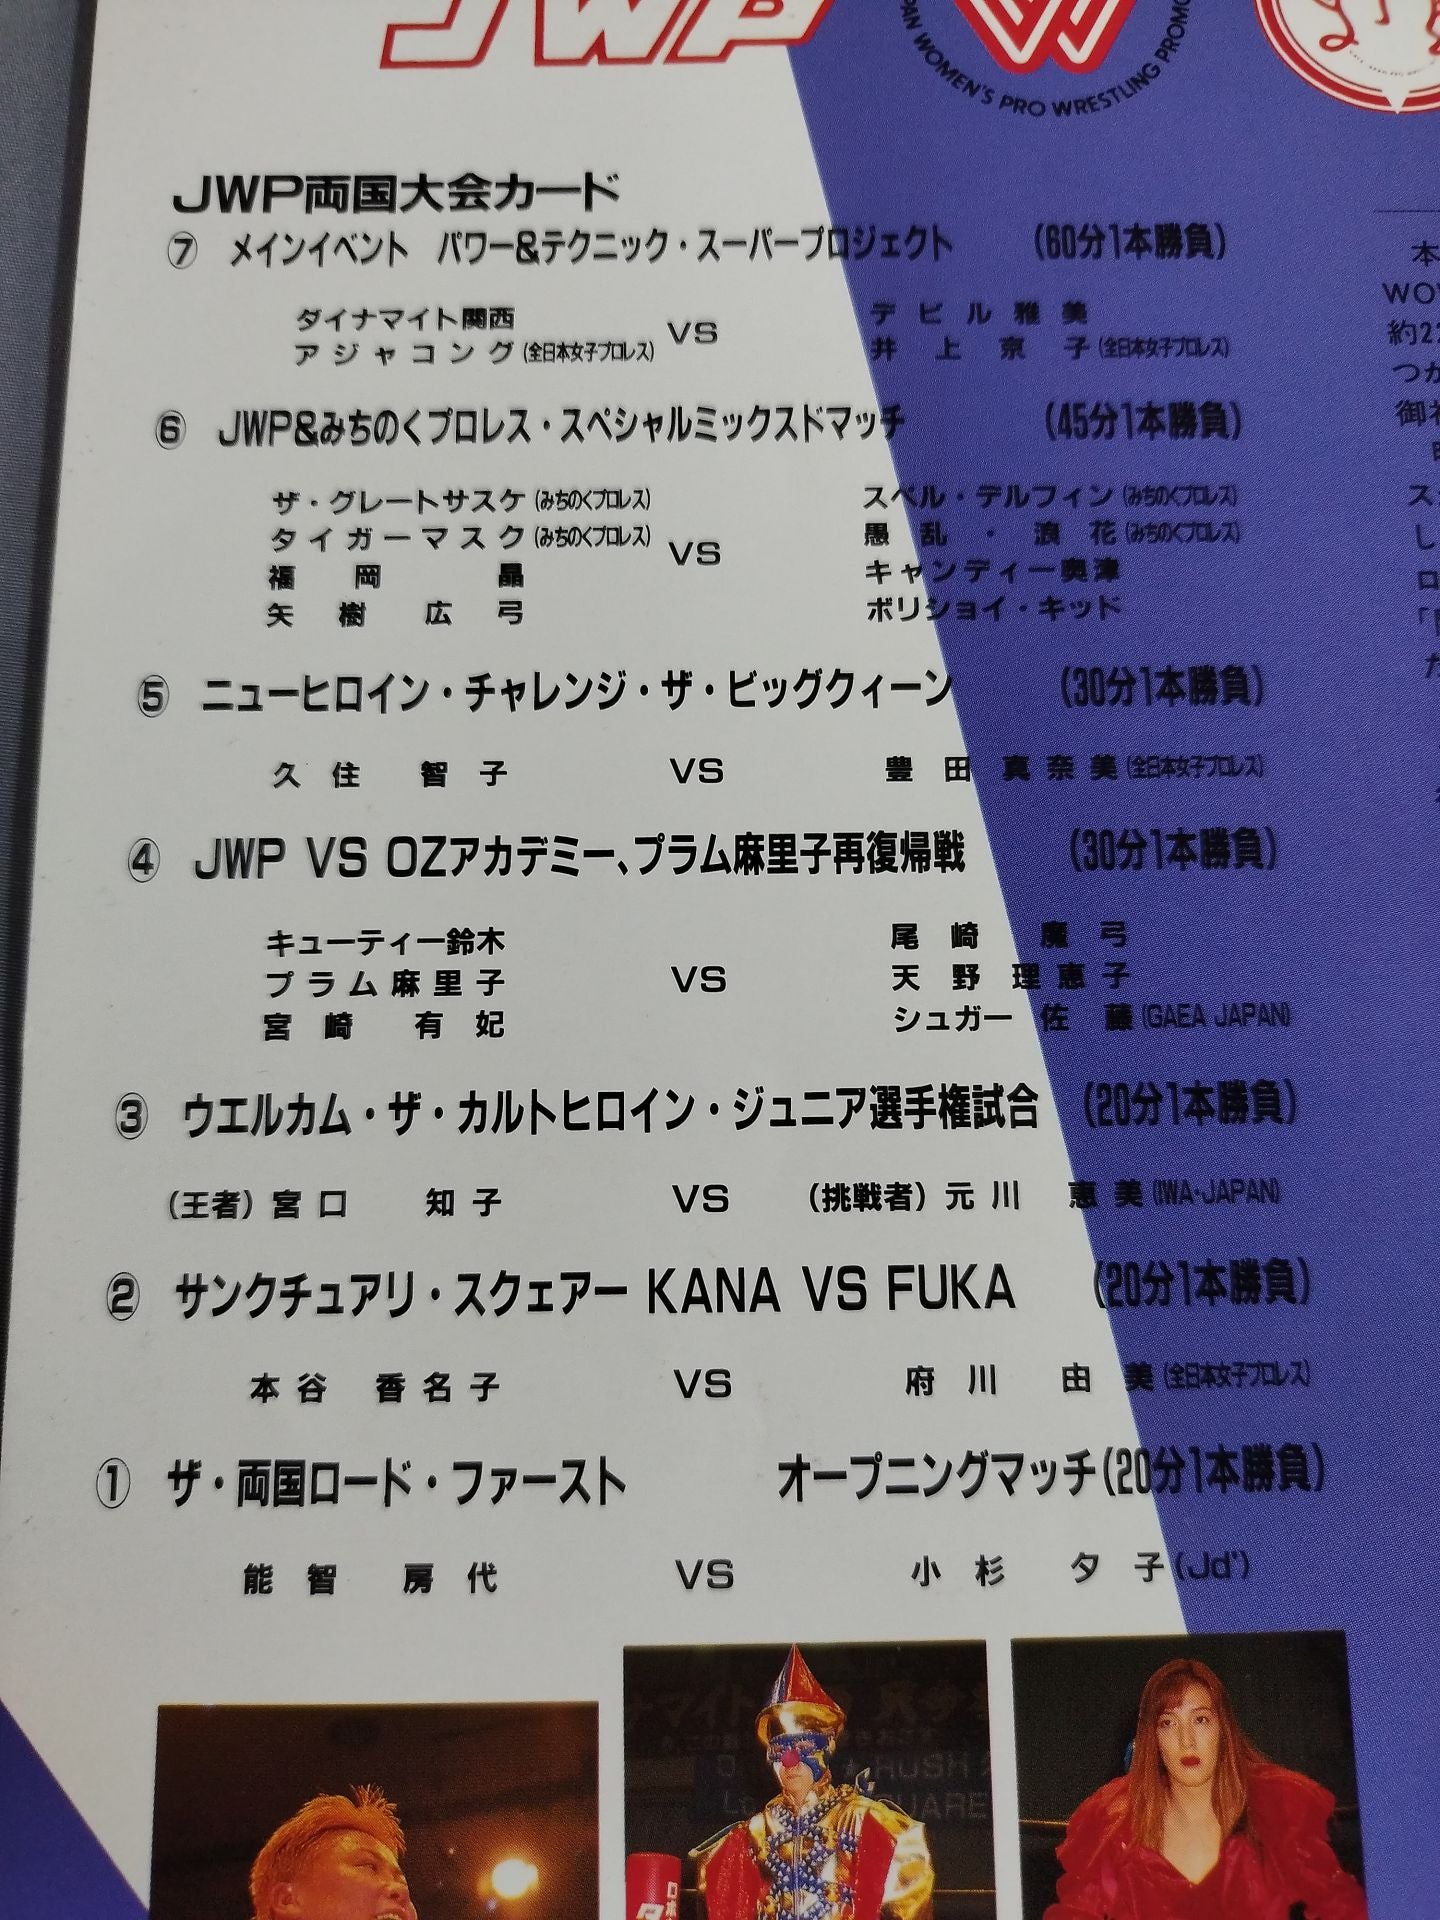 JWP
PAN WOMEN'S PRO WRESTLING PROMO
JWP両国大会カード
⑦ メインイベント パワー&テクニック・スーパープロジェクト (60分1本勝負)
ダイナマイト関西 VS デビル雅美
アジャコング(全日本女子プロレス) 井上京子(全日本女子プロレス)
⑥ JWP&みちのくプロレス・スペシャルミックスドマッチ (45分1本勝負)
ザ・グレートサスケ(みちのくプロレス) スペル・デルフィン(みちのくプロレス)
タイガーマスク(みちのくプロレス) VS 愚乱・浪花(みちのくプロレス)
福岡晶 キャンディー奥津
矢樹広弓 ボリショイ・キッド
⑤ ニューヒロイン・チャレンジ・ザ・ビッグクィーン (30分1本勝負)
久住智子 VS 豊田真奈美(全日本女子プロレス)
④ JWP VS OZアカデミー、プラム麻里子再復帰戦 (30分1本勝負)
キューティー鈴木 尾崎魔弓
プラム麻里子 VS 天野理恵子
宮崎有妃 シュガー佐藤(GAEA JAPAN)
③ ウエルカム・ザ・カルトヒロイン・ジュニア選手権試合 (20分1本勝負)
(王者)宮口知子 VS (挑戦者)元川恵美(IWA・JAPAN)
② サンクチュアリ・スクェアー KANA VS FUKA (20分1本勝負)
本谷香名子 VS 府川由美(全日本女子プロレス)
① ザ・両国ロード・ファースト オープニングマッチ(20分1本勝負)
能智房代 VS 小杉夕子(Jd')
本
WO
約22
つか
御
ス
し
ロ